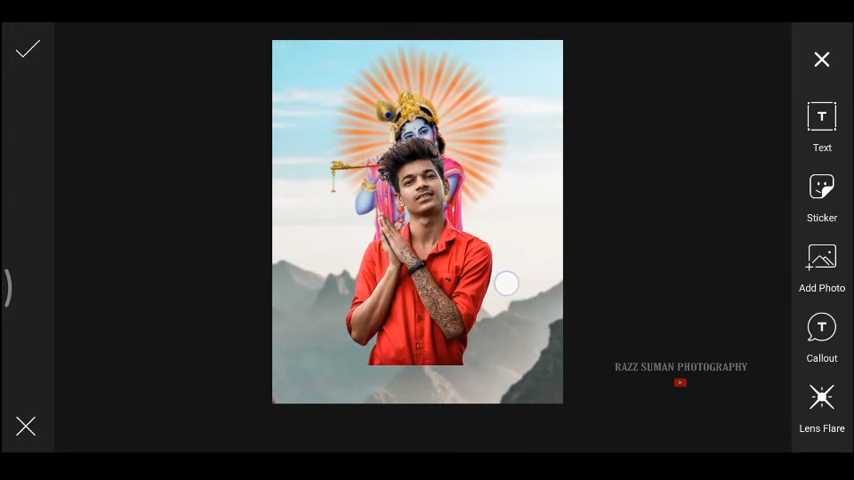 Text
Sticker
Add Photo
Callout
RAZZ SUMAN PHOTOGRAPHY
Lens Flare